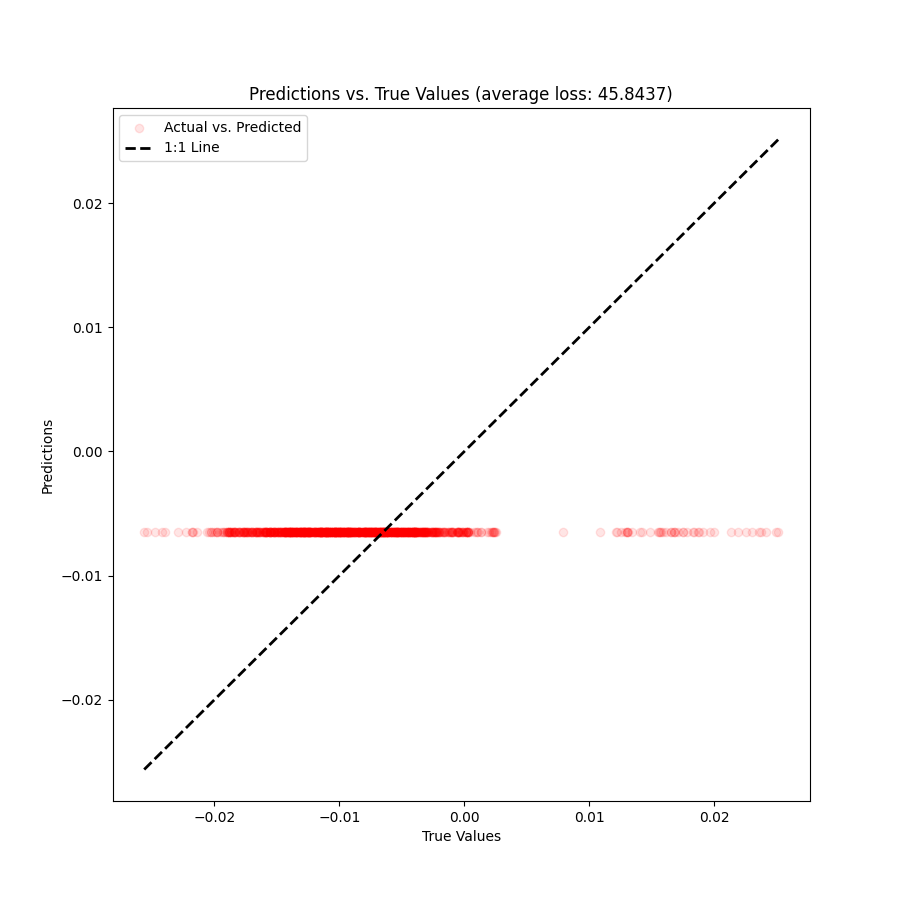 Predictions vs. True Values (average loss: 45.8437)
Actual vs. Predicted
1:1 Line
0.02
0.01
0.00
−0.01
−0.02
Predictions
−0.02
−0.01
0.00
0.01
0.02
True Values